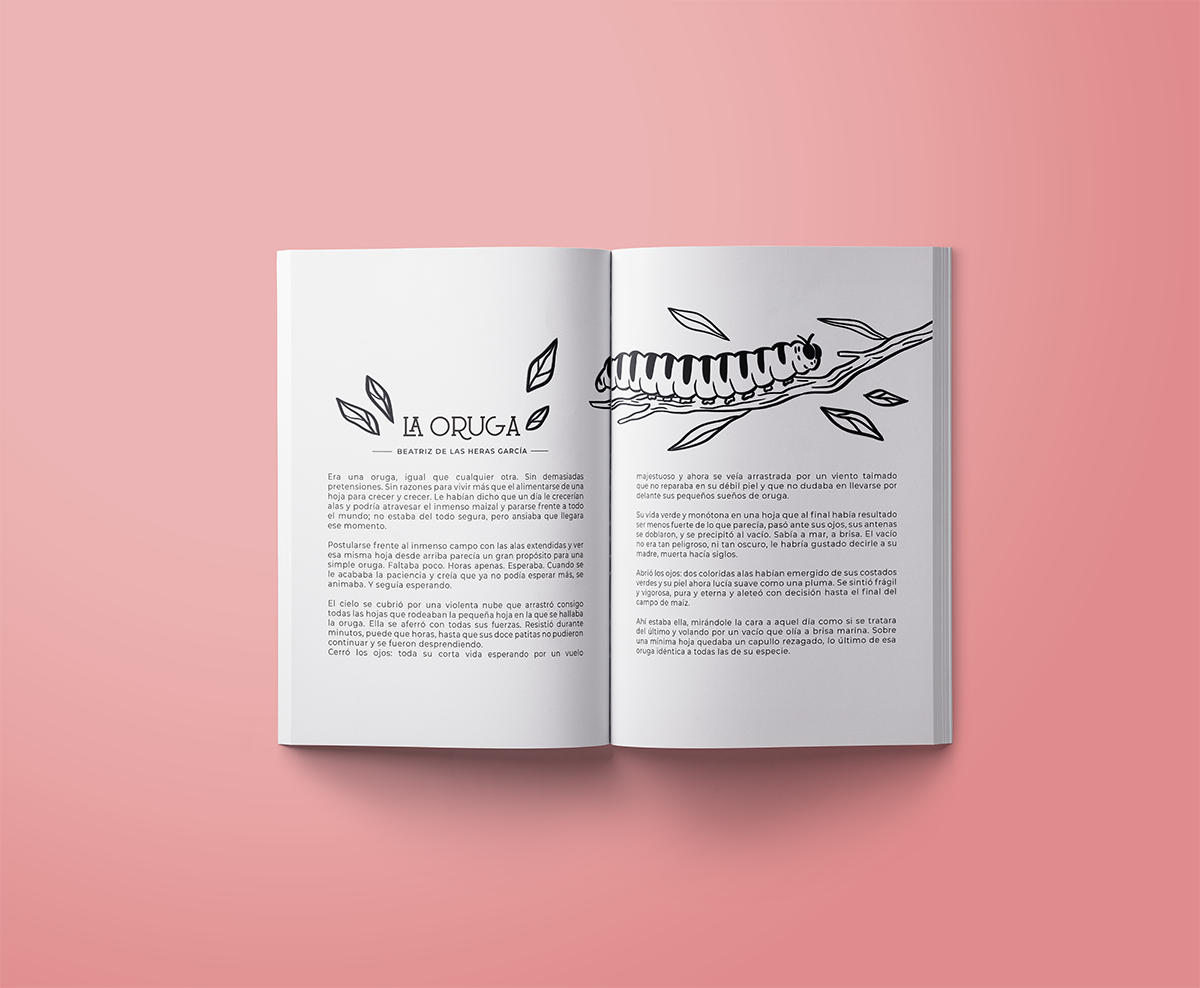 LA ORUGA
BEATRIZ DE LAS HERAS GARCÍA
Era una oruga, igual que cualquier otra. Sin demasiadas
pretensiones. Sin razones para vivir más que el alimentarse de una
hoja para crecer y crecer. Le habían dicho que un día le crecerían
alas y podría atravesar el inmenso maizal y pararse frente a todo
el mundo; no estaba del todo segura, pero ansiaba que llegara
ese momento.
Postularse frente al inmenso campo con las alas extendidas y ver
esa misma hoja desde arriba parecía un gran propósito para una
simple oruga. Faltaba poco. Horas apenas. Esperaba. Cuando se
le acababa la paciencia y creía que ya no podía esperar más, se
animaba. Y seguía esperando.
El cielo se cubrió por una violenta nube que arrastró consigo
todas las hojas que rodeaban la pequeña hoja en la que se hallaba
la oruga. Ella se aferró con todas sus fuerzas. Resistió durante
minutos, puede que horas, hasta que sus doce patitas no pudieron
continuar y se fueron desprendiendo.
Cerró los ojos: toda su corta vida esperando por un vuelo
majestuoso y ahora se veía arrastrada por un viento taimado
que no reparaba en su débil piel y que no dudaba en llevarse por
delante sus pequeños sueños de oruga.
Su vida verde y monótona en una hoja que al final había resultado
ser menos fuerte de lo que parecía, pasó ante sus ojos, sus antenas
se doblaron, y se precipitó al vacío. Sabía a mar, a brisa. El vacío
no era tan peligroso, ni tan oscuro, le habría gustado decirle a su
madre, muerta hacía siglos.
Abrió los ojos: dos coloridas alas habían emergido de sus costados
verdes y su piel ahora lucía suave como una pluma. Se sintió frágil
y vigorosa, pura y eterna y aleteó con decisión hasta el final del
campo de maíz.
Ahí estaba ella, mirándole la cara a aquel día como si se tratara
del último y volando por un vacío que olía a brisa marina. Sobre
una mínima hoja quedaba un capullo rezagado, lo último de esa
oruga idéntica a todas las de su especie.